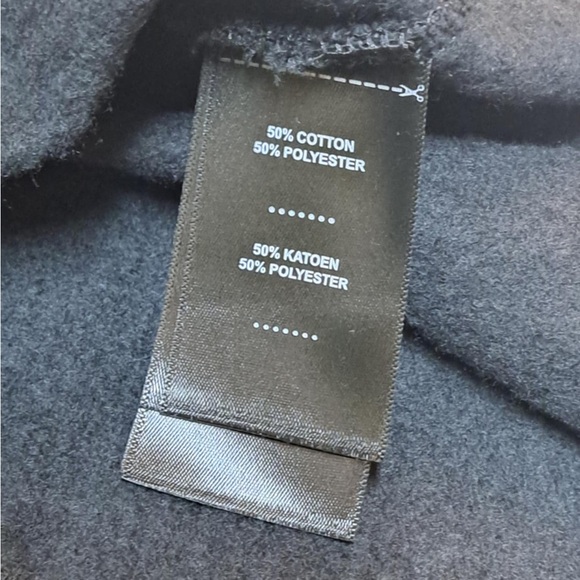 50% COTTON
50% POLYESTER
.......
50% KATOEN
50% POLYESTER
.......